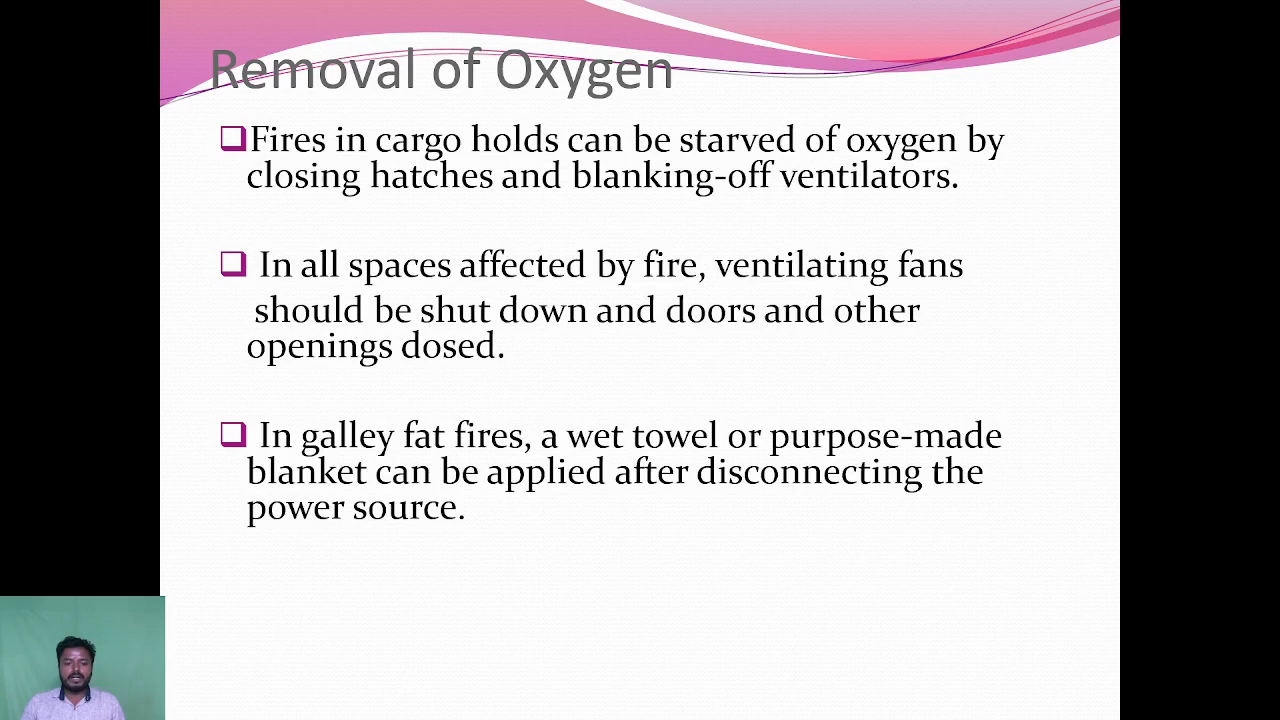 Removal of Oxygen
Fires in cargo holds can be starved of oxygen by
closing hatches and blanking-off ventilators.
In all spaces affected by fire, ventilating fans
should be shut down and doors and other
openings dosed.
In galley fat fires, a wet towel or purpose-made
blanket can be applied after disconnecting the
power source.